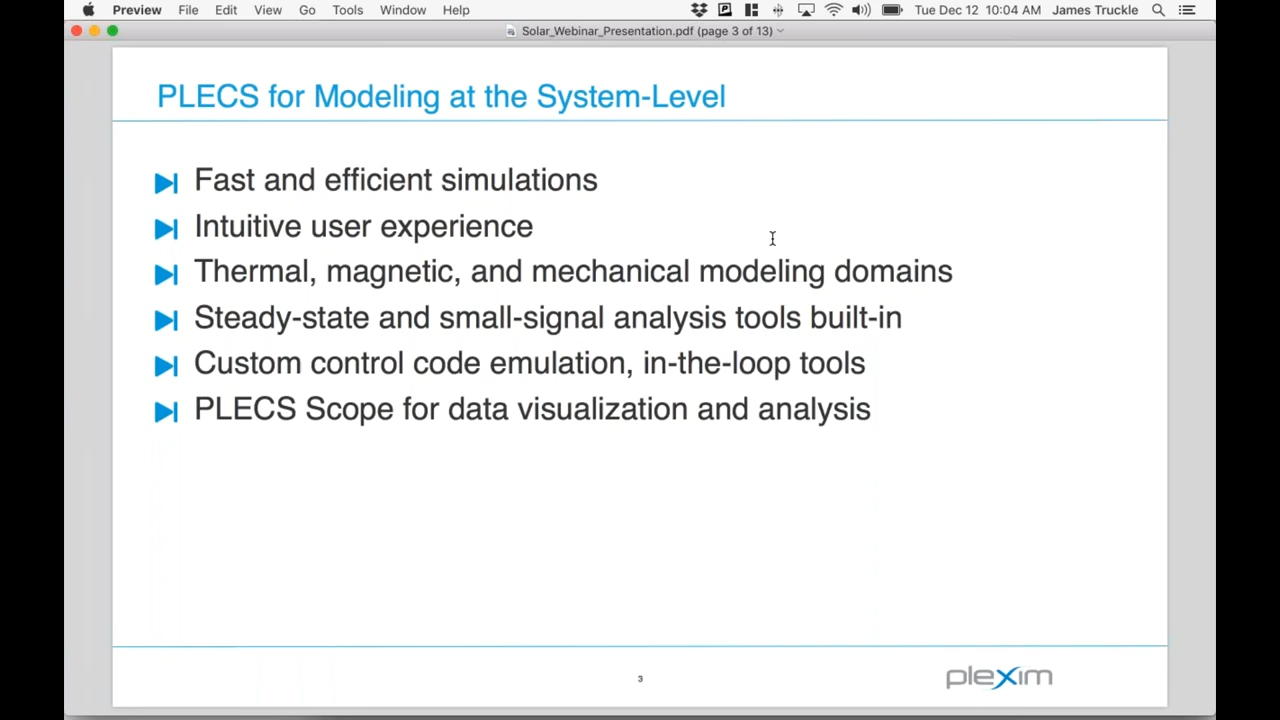 Preview File Edit View Go Tools Window Help Tue Dec 12 10:04 AM James Truckle
Solar_Webinar_Presentation.pdf (page 3 of 13)
PLECS for Modeling at the System-Level
Fast and efficient simulations
Intuitive user experience
Thermal, magnetic, and mechanical modeling domains
Steady-state and small-signal analysis tools built-in
Custom control code emulation, in-the-loop tools
PLECS Scope for data visualization and analysis
3
plexim